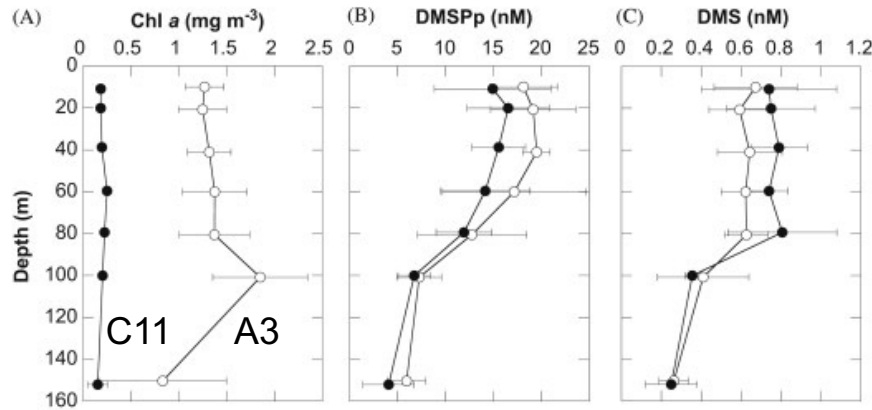 (A) Chl a (mg m⁻³)
0 0.5 1 1.5 2 2.5
(B) DMSPp (nM)
0 5 10 15 20 25
(C) DMS (nM)
0 0.2 0.4 0.6 0.8 1 1.2
Depth (m)
0
20
40
60
80
100
120
140
160
C11
A3